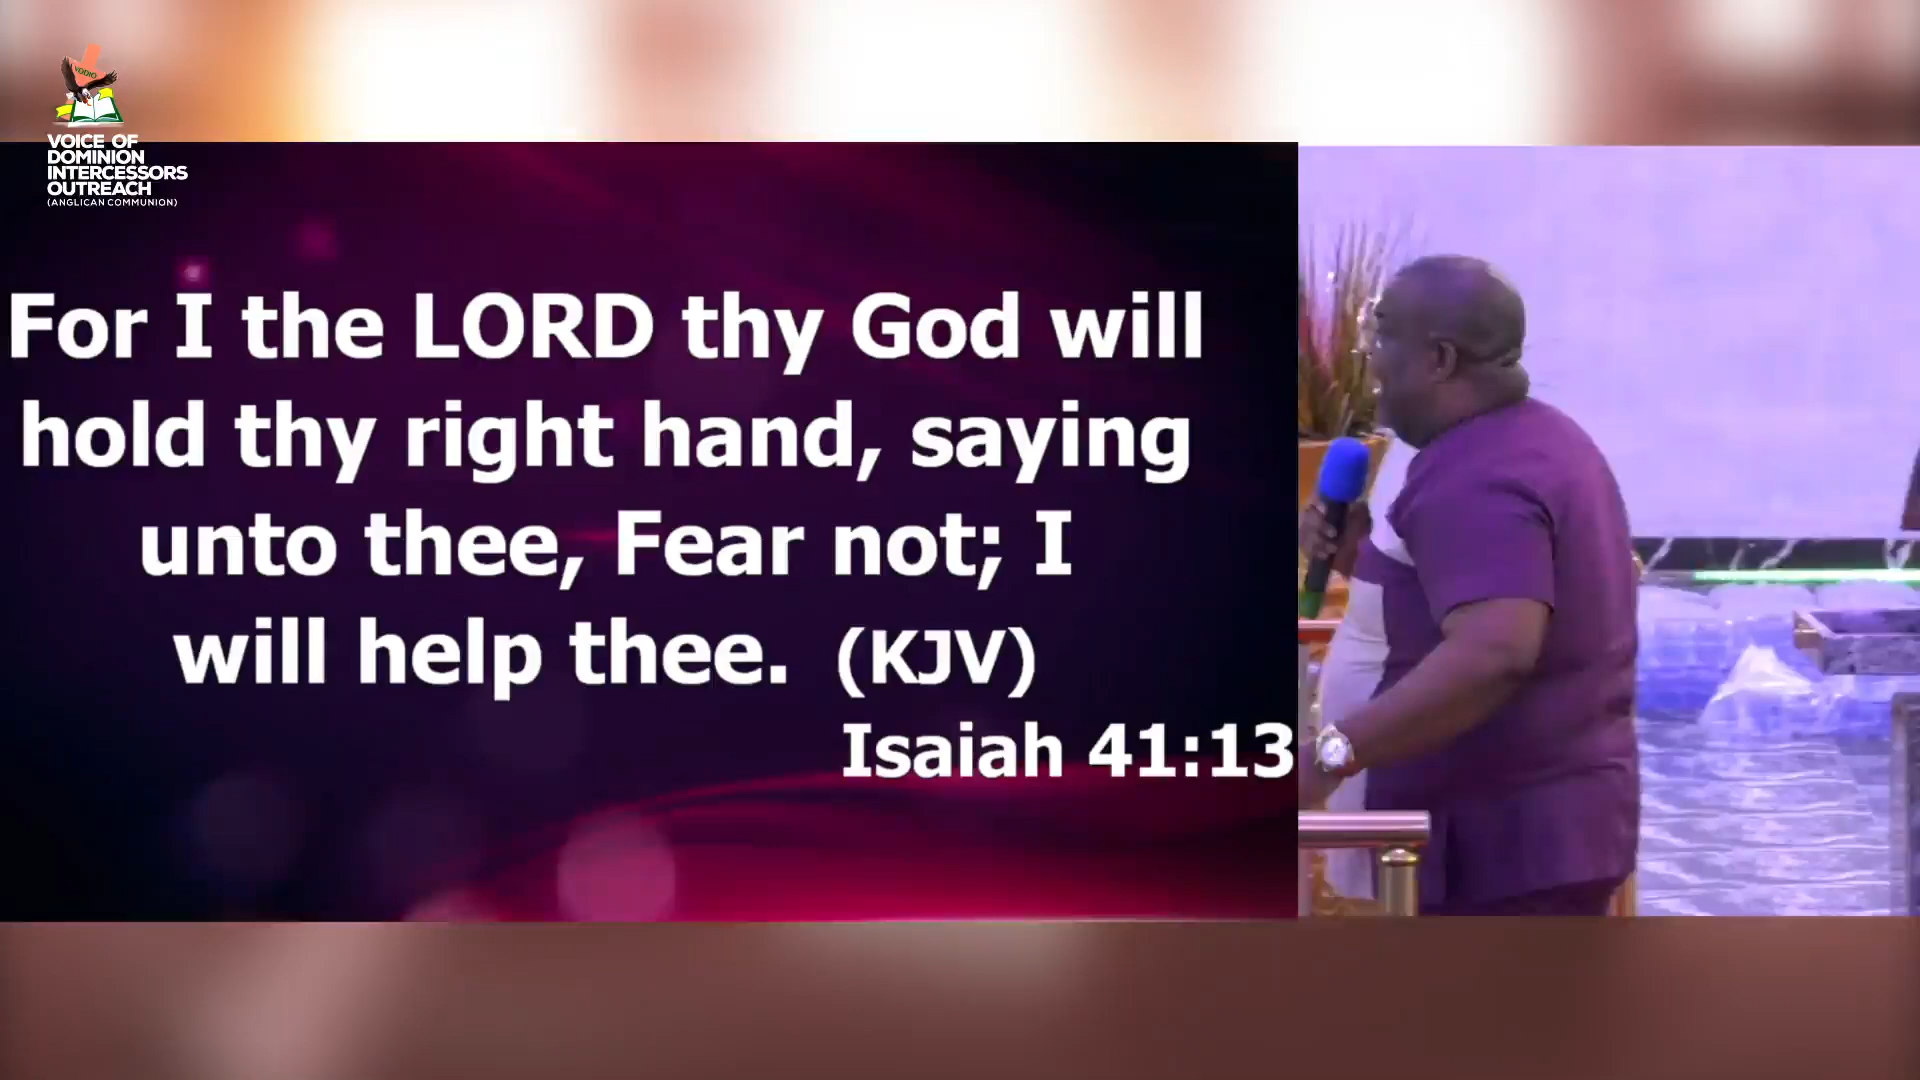 VODIO
VOICE OF
DOMINION
INTERCESSORS
OUTREACH
(ANGLICAN COMMUNION)
For I the LORD thy God will
hold thy right hand, saying
unto thee, Fear not; I
will help thee. (KJV)
Isaiah 41:13